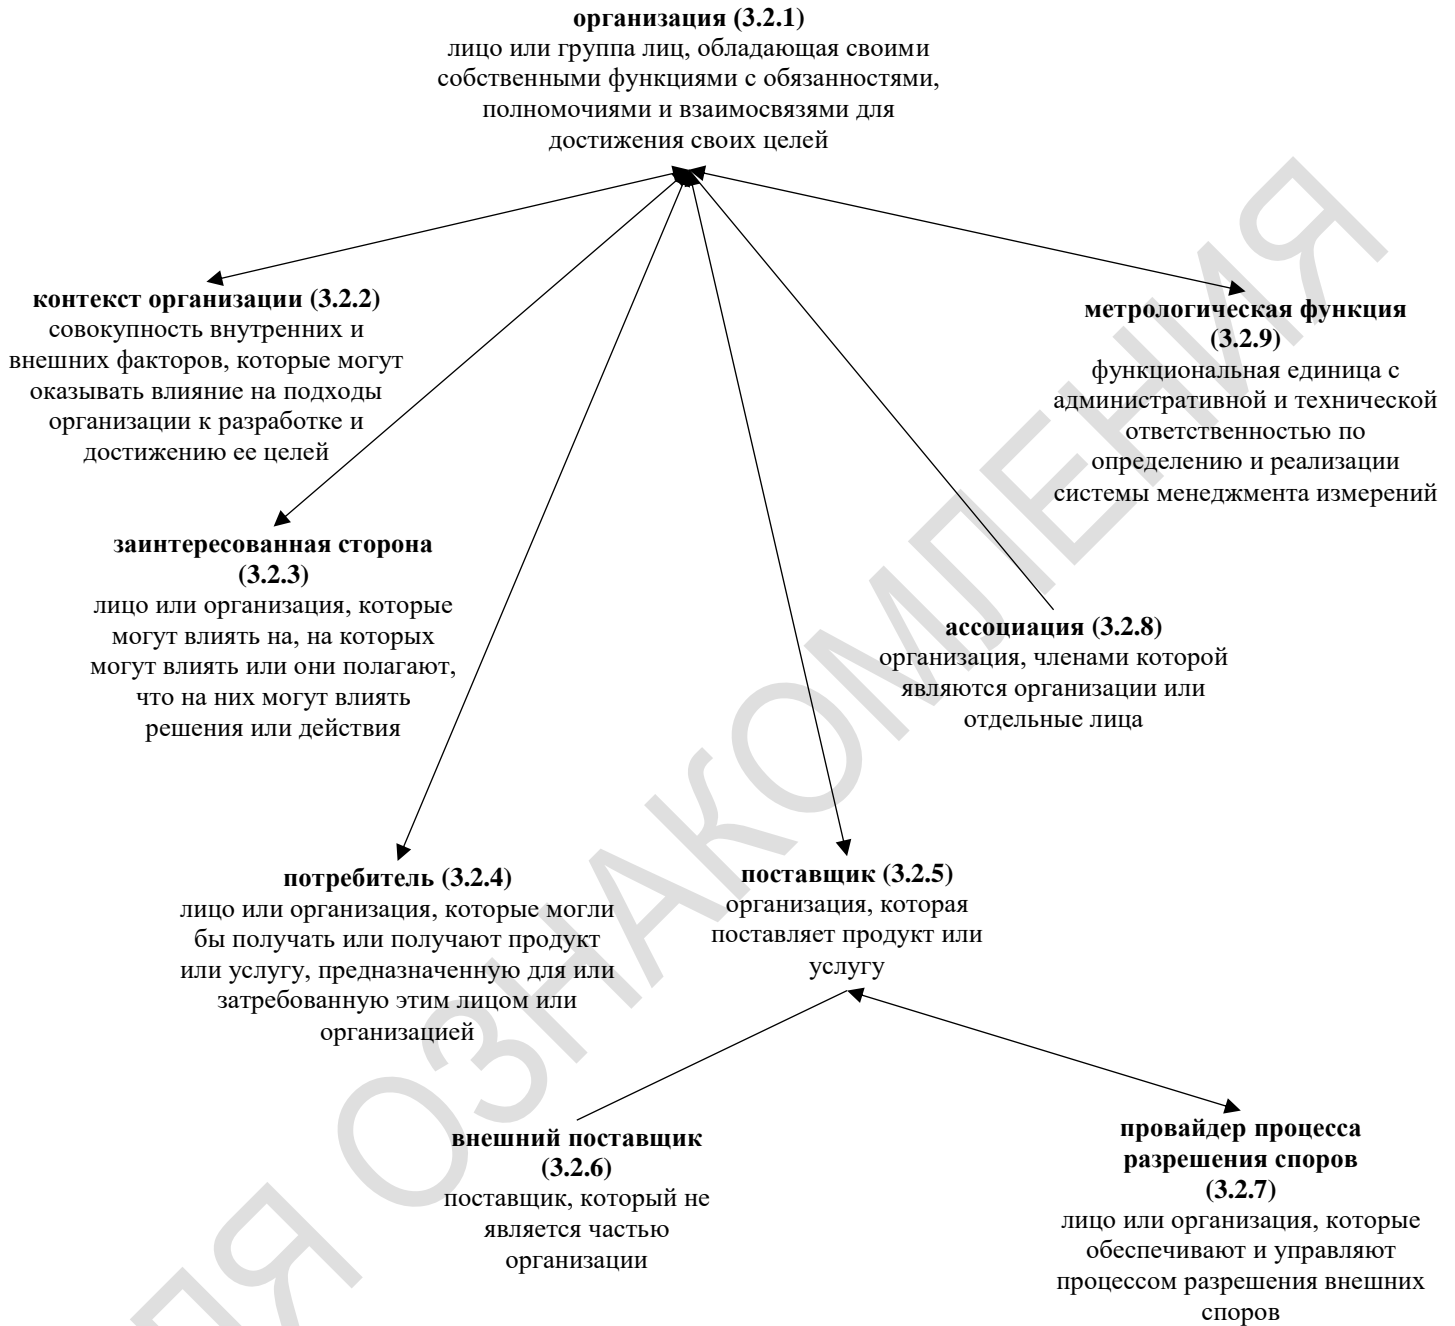 организация (3.2.1)
лицо или группа лиц, обладающая своими
собственными функциями с обязанностями,
полномочиями и взаимосвязями для
достижения своих целей
контекст организации (3.2.2)
совокупность внутренних и
внешних факторов, которые могут
оказывать влияние на подходы
организации к разработке и
достижению ее целей
метрологическая функция
(3.2.9)
функциональная единица с
административной и технической
ответственностью по
определению и реализации
системы менеджмента измерений
заинтересованная сторона
(3.2.3)
лицо или организация, которые
могут влиять на, на которых
могут влиять или они полагают,
что на них могут влиять
решения или действия
ассоциация (3.2.8)
организация, членами которой
являются организации или
отдельные лица
потребитель (3.2.4)
лицо или организация, которые могли
бы получать или получают продукт
или услугу, предназначенную для или
затребованную этим лицом или
организацией
поставщик (3.2.5)
организация, которая
поставляет продукт или
услугу
внешний поставщик
(3.2.6)
поставщик, который не
является частью
организации
провайдер процесса
разрешения споров
(3.2.7)
лицо или организация, которые
обеспечивают и управляют
процессом разрешения внешних
споров
ЛЯ ОЗНАКОМЛЕНИЯ